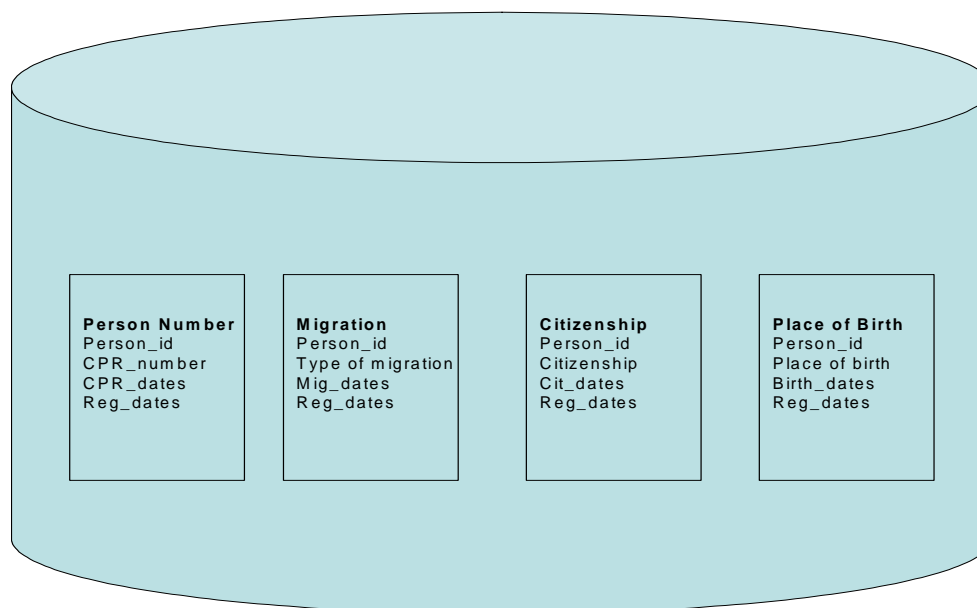 Person Number
Person_id
CPR_number
CPR_dates
Reg_dates
Migration
Person_id
Type of migration
Mig_dates
Reg_dates
Citizenship
Person_id
Citizenship
Cit_dates
Reg_dates
Place of Birth
Person_id
Place of birth
Birth_dates
Reg_dates